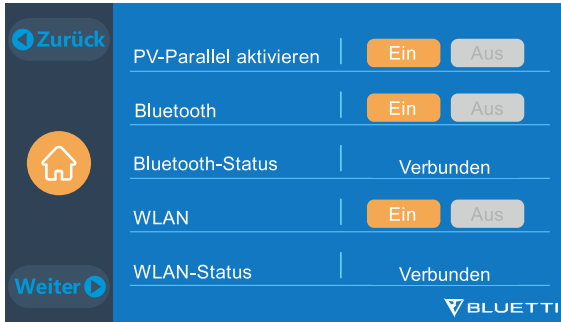 Zurück
PV-Parallel aktivieren Ein Aus
Bluetooth Ein Aus
Bluetooth-Status Verbunden
WLAN Ein Aus
WLAN-Status Verbunden
Weiter
BLUETTI